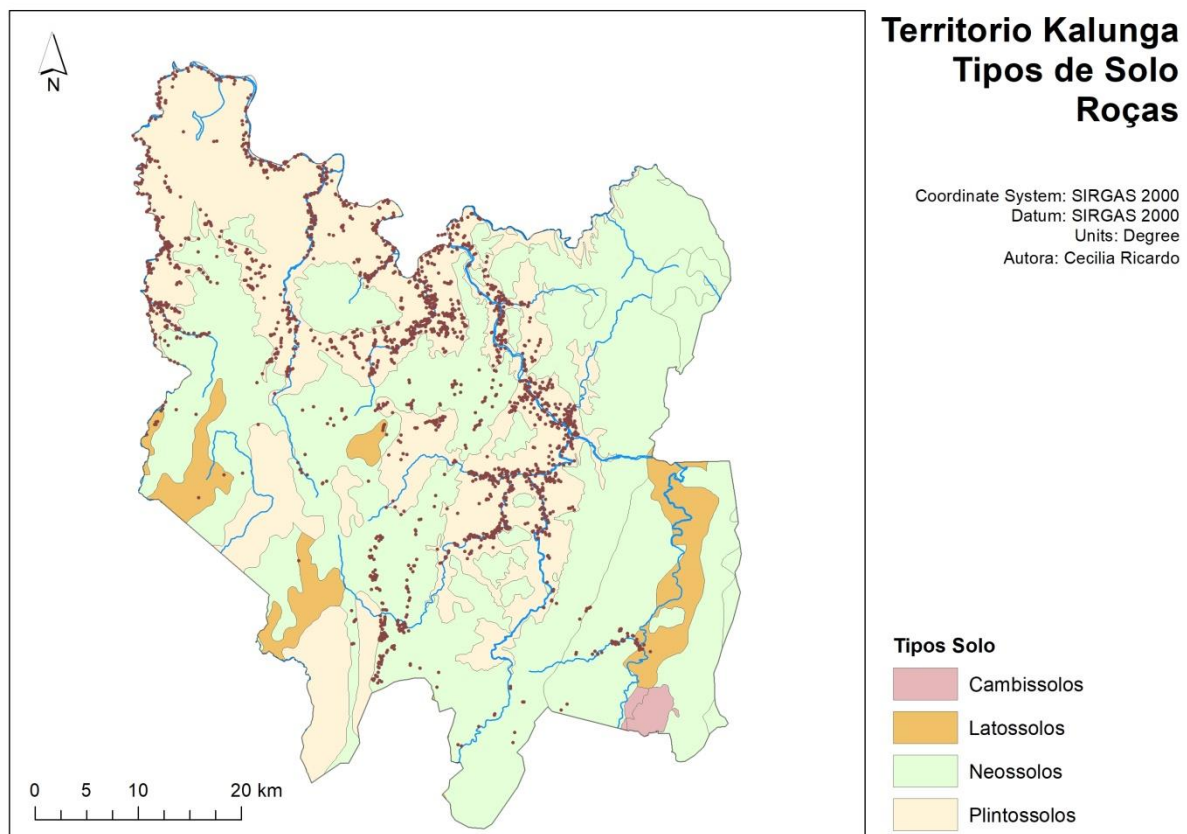 Territorio Kalunga
Tipos de Solo
Roças
Coordinate System: SIRGAS 2000
Datum: SIRGAS 2000
Units: Degree
Autora: Cecilia Ricardo
N
Tipos Solo
Cambissolos
Latossolos
Neossolos
Plintossolos
0 5 10 20 km